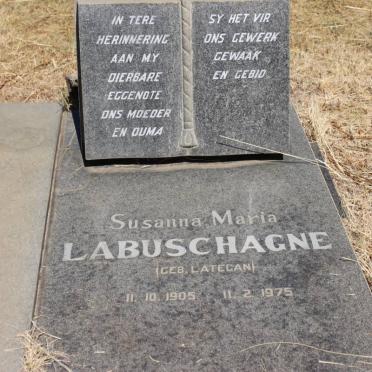 IN TERE
HERINNERING
AAN MY
DIERBARE
EGGENOTE
ONS MOEDER
EN OUMA
SY HET VIR
ONS GEWERK
GEWAAK
EN GEBID
Susanna Maria
LABUSCHAGNE
(GEB. LATEGAN)
11.10.1905 11.2.1975